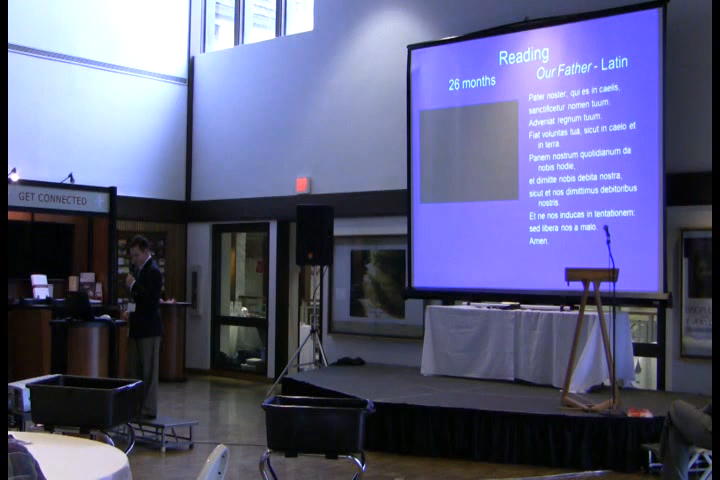 Reading
26 months
Our Father - Latin
Pater noster, qui es in caelis,
sanctificetur nomen tuum.
Adveniat regnum tuum.
Fiat voluntas tua, sicut in caelo et
in terra.
Panem nostrum quotidianum da
nobis hodie,
et dimitte nobis debita nostra,
sicut et nos dimittimus debitoribus
nostris.
Et ne nos inducas in tentationem:
sed libera nos a malo.
Amen.
GET CONNECTED